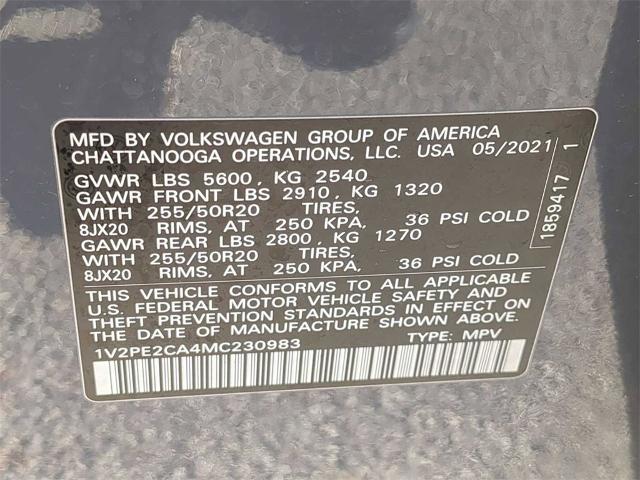 MFD BY VOLKSWAGEN GROUP OF AMERICA
CHATTANOOGA OPERATIONS, LLC. USA 05/2021
GVWR LBS 5600, KG 2540
GAWR FRONT LBS 2910, KG 1320
WITH 255/50R20 TIRES,
8JX20 RIMS, AT 250 KPA, 36 PSI COLD
GAWR REAR LBS 2800, KG 1270
WITH 255/50R20 TIRES,
8JX20 RIMS, AT 250 KPA, 36 PSI COLD
THIS VEHICLE CONFORMS TO ALL APPLICABLE
U.S. FEDERAL MOTOR VEHICLE SAFETY AND
THEFT PREVENTION STANDARDS IN EFFECT ON
THE DATE OF MANUFACTURE SHOWN ABOVE.
1V2PE2CA4MC230983 TYPE: MPV
1859417 1